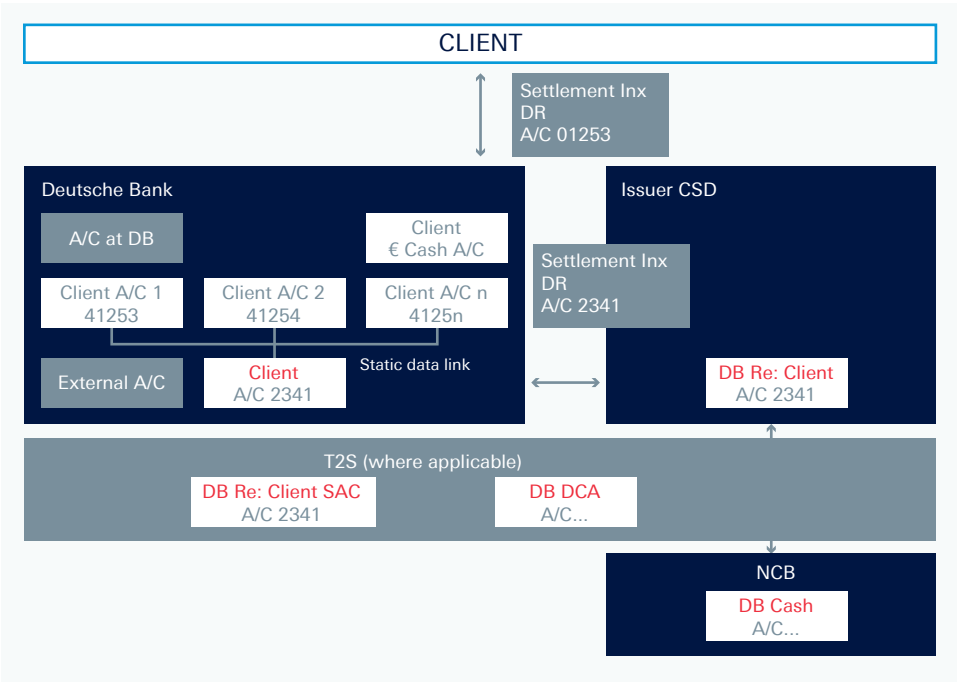 CLIENT
Settlement Inx
DR
A/C 01253
Deutsche Bank
A/C at DB
Client
€ Cash A/C
Client A/C 1
41253
Client A/C 2
41254
Client A/C n
4125n
Static data link
External A/C
Client
A/C 2341
Settlement Inx
DR
A/C 2341
Issuer CSD
DB Re: Client
A/C 2341
T2S (where applicable)
DB Re: Client SAC
A/C 2341
DB DCA
A/C...
NCB
DB Cash
A/C...